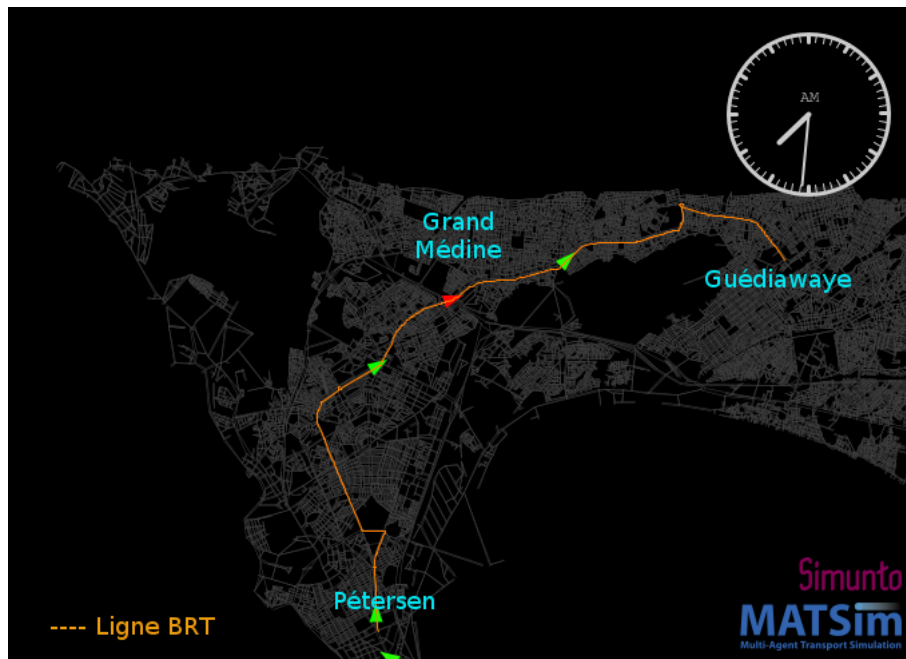 AM
Grand
Médine
Guédiawaye
Pétersen
---- Ligne BRT
Simunto
MATSim
Multi-Agent Transport Simulation